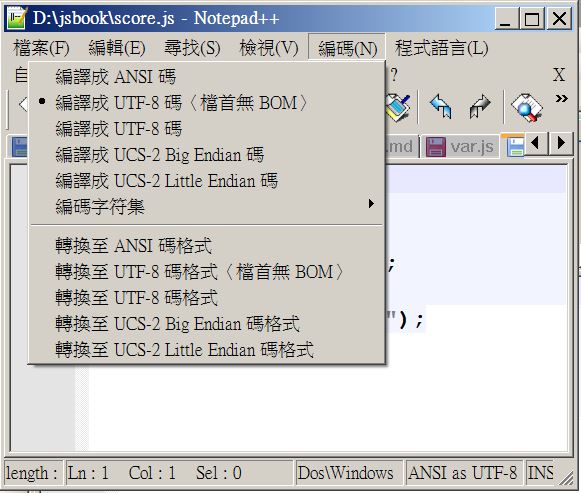 D:\jsbook\score.js - Notepad++
檔案(F) 編輯(E) 尋找(S) 檢視(V) 編碼(N) 程式語言(L)
? X
編譯成 ANSI 碼
編譯成 UTF-8 碼〈檔首無 BOM〉
»
編譯成 UTF-8 碼
.md var.js
編譯成 UCS-2 Big Endian 碼
編譯成 UCS-2 Little Endian 碼
編碼字符集
轉換至 ANSI 碼格式
轉換至 UTF-8 碼格式〈檔首無 BOM〉
;
轉換至 UTF-8 碼格式
轉換至 UCS-2 Big Endian 碼格式
");
轉換至 UCS-2 Little Endian 碼格式
length : Ln : 1 Col : 1 Sel : 0 Dos\Windows ANSI as UTF-8 INS